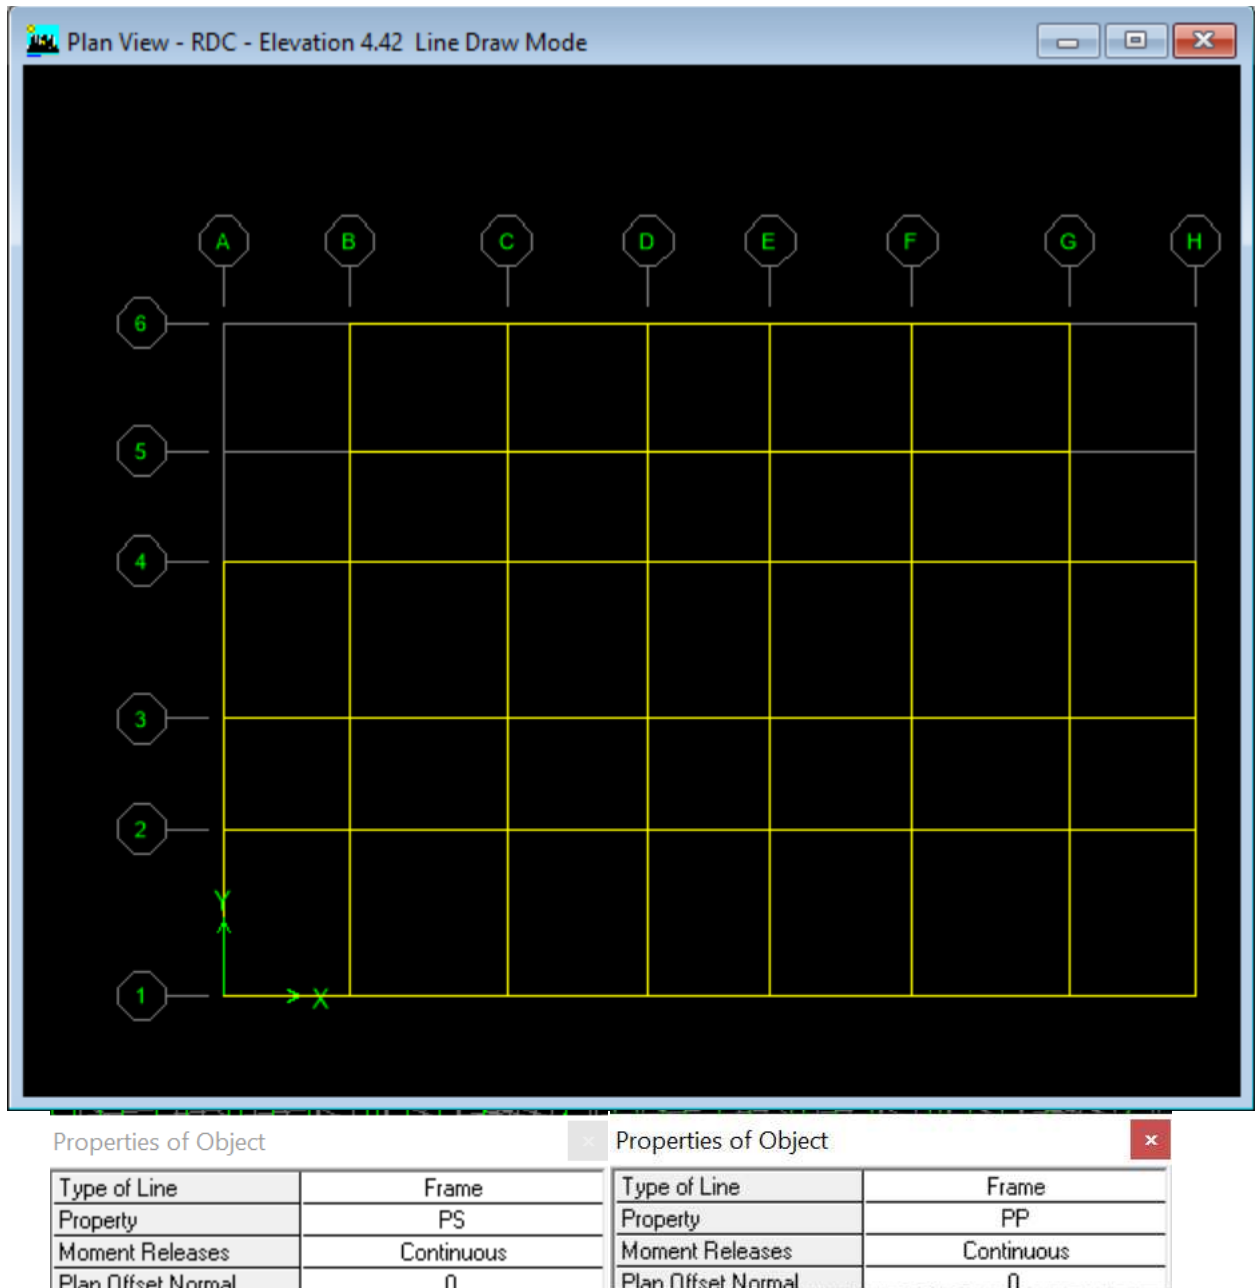 Plan View - RDC - Elevation 4.42 Line Draw Mode
A B C D E F G H
6
5
4
3
2
Y
1
X
Properties of Object
Type of Line Frame
Property PS
Moment Releases Continuous
Plan Offset Normal 0
Properties of Object
Type of Line Frame
Property PP
Moment Releases Continuous
Plan Offset Normal 0